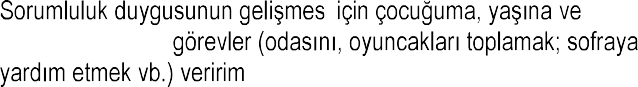 Sorumluluk duygusunun gelişmes için çocuğuma, yaşına ve
görevler (odasını, oyuncakları toplamak; sofraya
yardım etmek vb.) veririm